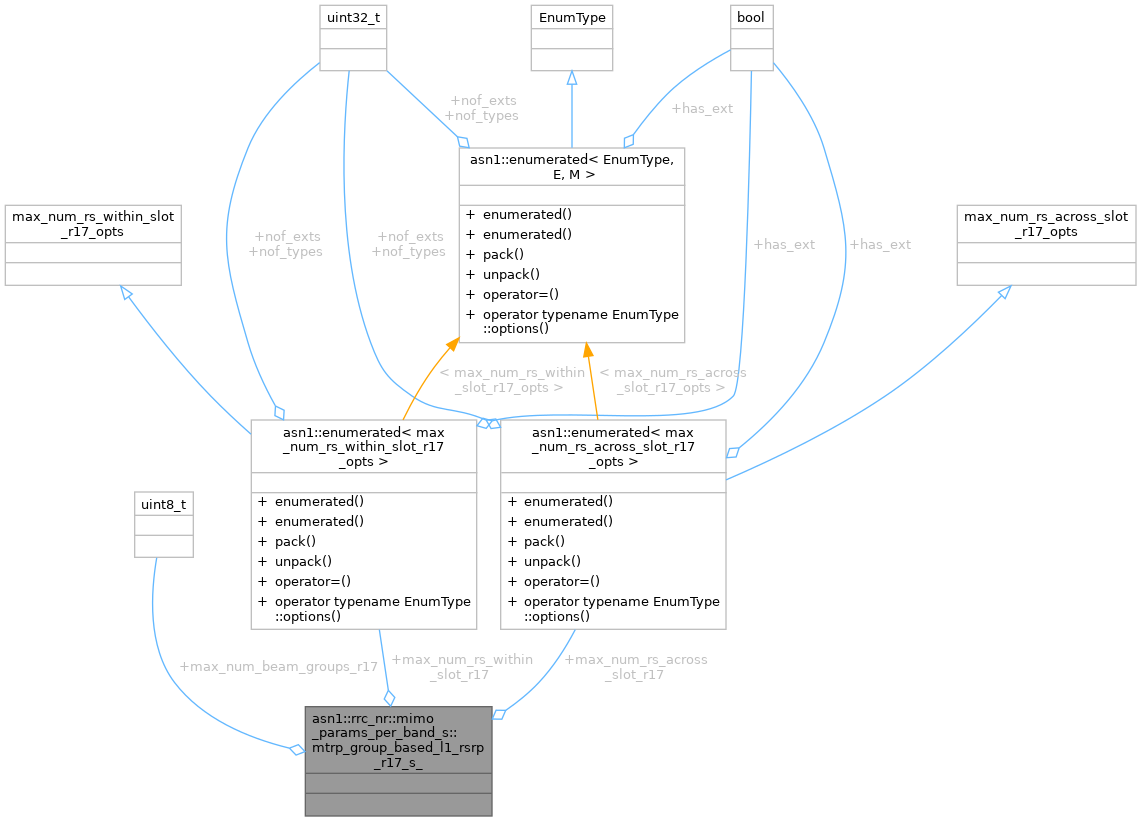 uint32_t
EnumType
bool
+nof_exts
+nof_types
+has_ext
asn1::enumerated< EnumType,
E, M >
+ enumerated()
+ enumerated()
+ pack()
+ unpack()
+ operator=()
+ operator typename EnumType
::options()
max_num_rs_within_slot
_r17_opts
max_num_rs_across_slot
_r17_opts
+nof_exts
+nof_types
+nof_exts
+nof_types
+has_ext
+has_ext
< max_num_rs_within
_slot_r17_opts >
< max_num_rs_across
_slot_r17_opts >
asn1::enumerated< max
_num_rs_within_slot_r17
_opts >
+ enumerated()
+ enumerated()
+ pack()
+ unpack()
+ operator=()
+ operator typename EnumType
::options()
asn1::enumerated< max
_num_rs_across_slot_r17
_opts >
+ enumerated()
+ enumerated()
+ pack()
+ unpack()
+ operator=()
+ operator typename EnumType
::options()
uint8_t
+max_num_beam_groups_r17
+max_num_rs_within
_slot_r17
+max_num_rs_across
_slot_r17
asn1::rrc_nr::mimo
_params_per_band_s::
mtrp_group_based_l1_rsrp
_r17_s_